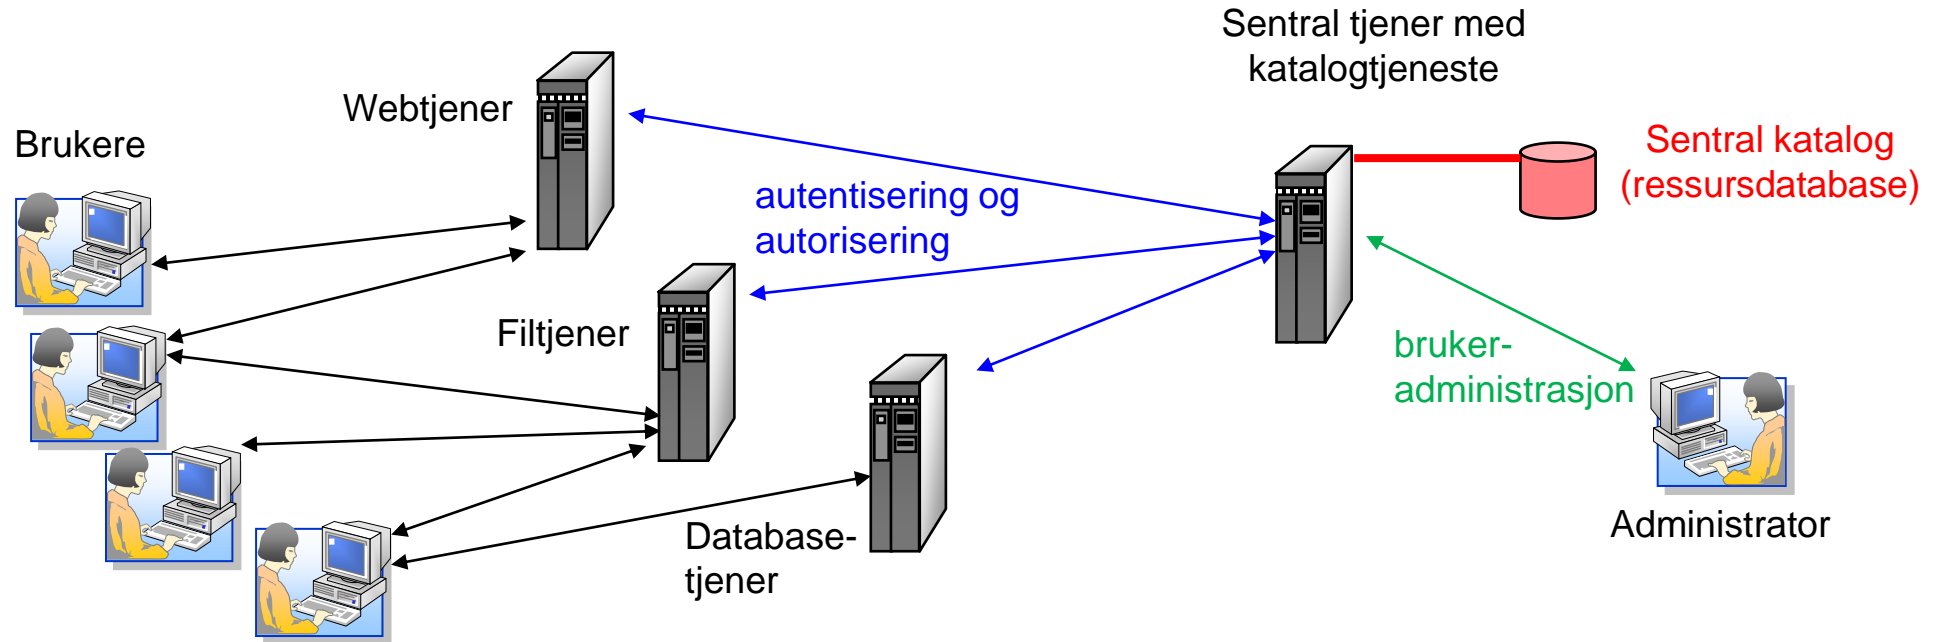 Sentral tjener med
katalogtjeneste
Webtjener
Brukere
Sentral katalog
(ressursdatabase)
autentisering og
autorisering
Filtjener
bruker-
administrasjon
Database-
tjener
Administrator